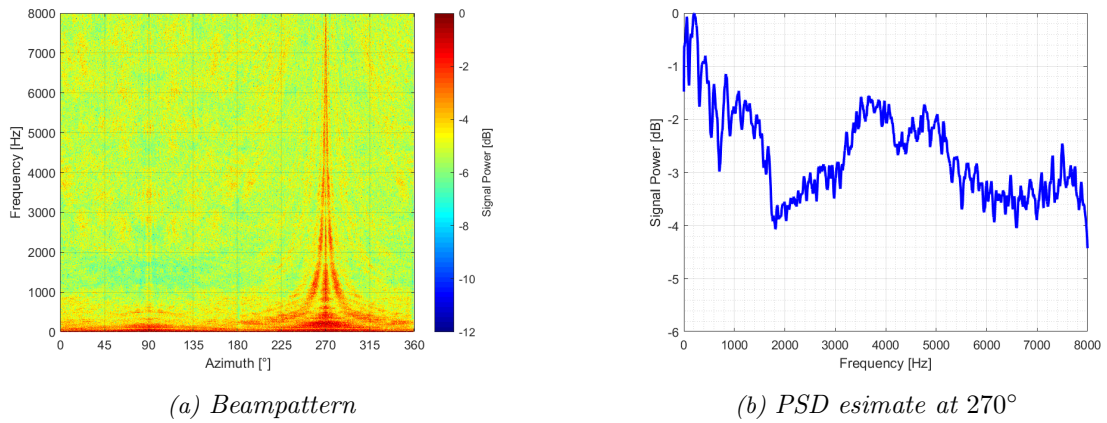 8000
7000
6000
5000
4000
3000
2000
1000
0
Frequency [Hz]
0 45 90 135 180 225 270 315 360
Azimuth [°]
0
-2
-4
-6
-8
-10
-12
Signal Power [dB]
(a) Beampattern
0
-1
-2
-3
-4
-5
-6
Signal Power [dB]
0 1000 2000 3000 4000 5000 6000 7000 8000
Frequency [Hz]
(b) PSD esimate at 270°